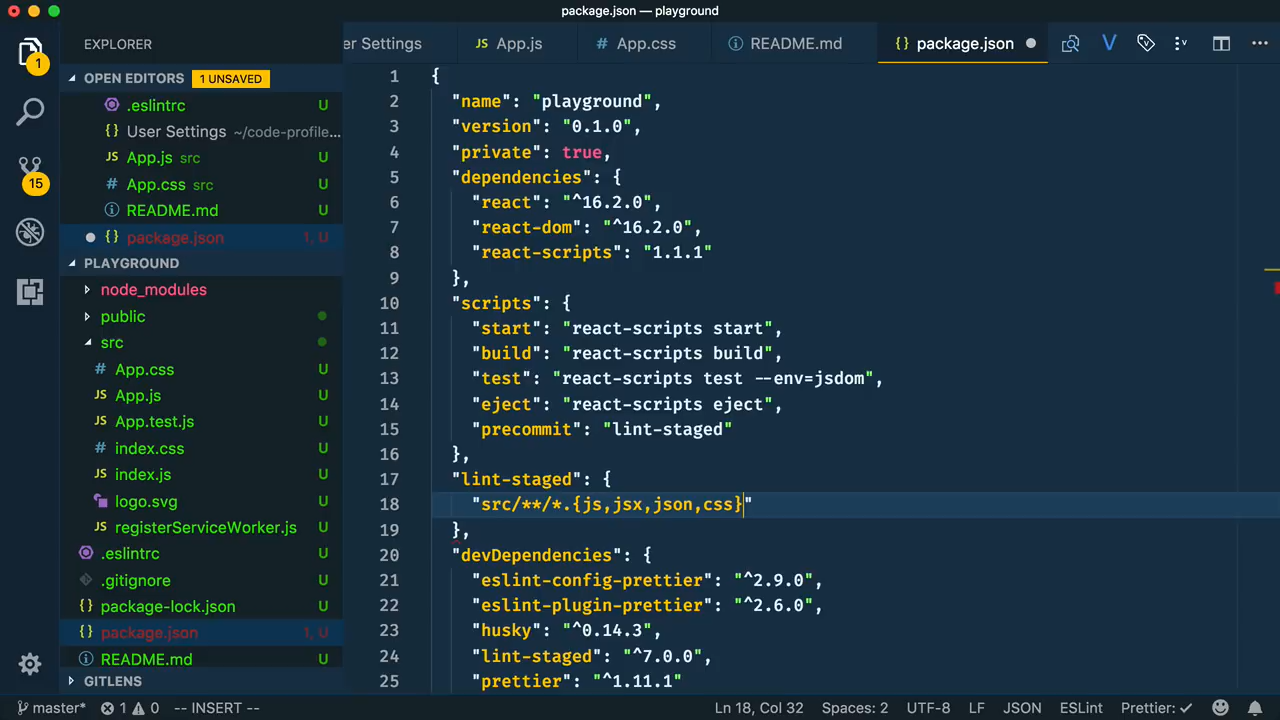 package.json — playground
EXPLORER
OPEN EDITORS 1 UNSAVED
.eslintrc U
{} User Settings ~/code-profile...
JS App.js src U
# App.css src U
README.md U
{} package.json 1, U
PLAYGROUND
node_modules
public
src
# App.css U
JS App.js U
JS App.test.js U
# index.css U
JS index.js U
logo.svg U
JS registerServiceWorker.js U
.eslintrc U
.gitignore U
{} package-lock.json U
{} package.json 1, U
README.md U
GITLENS
1
15
er Settings
JS App.js
# App.css
README.md
{} package.json
1 {
2 "name": "playground",
3 "version": "0.1.0",
4 "private": true,
5 "dependencies": {
6 "react": "^16.2.0",
7 "react-dom": "^16.2.0",
8 "react-scripts": "1.1.1"
9 },
10 "scripts": {
11 "start": "react-scripts start",
12 "build": "react-scripts build",
13 "test": "react-scripts test --env=jsdom",
14 "eject": "react-scripts eject",
15 "precommit": "lint-staged"
16 },
17 "lint-staged": {
18 "src/**/*.{js,jsx,json,css}"
19 },
20 "devDependencies": {
21 "eslint-config-prettier": "^2.9.0",
22 "eslint-plugin-prettier": "^2.6.0",
23 "husky": "^0.14.3",
24 "lint-staged": "^7.0.0",
25 "prettier": "^1.11.1"
master* 1 0 -- INSERT -- Ln 18, Col 32 Spaces: 2 UTF-8 LF JSON ESLint Prettier: ✓